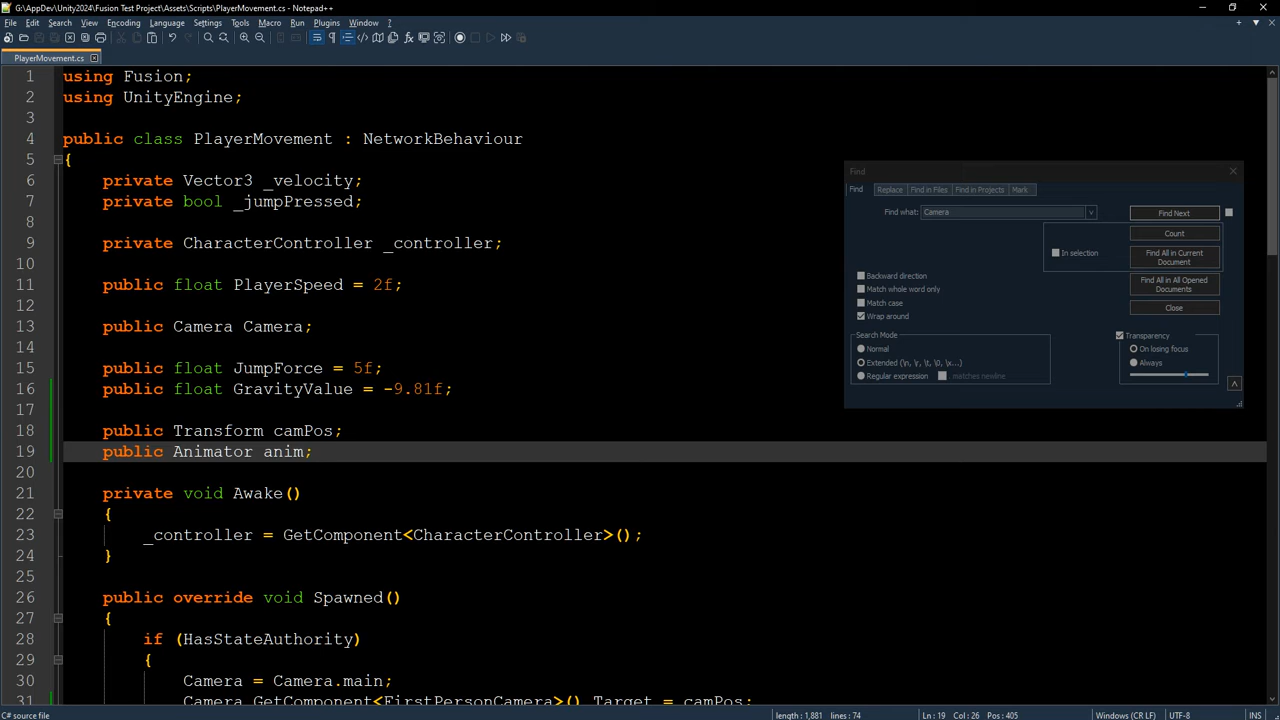 G:\AppDev\Unity2024\Fusion Test Project\Assets\Scripts\PlayerMovement.cs - Notepad++
File Edit Search View Encoding Language Settings Tools Macro Run Plugins Window ?
PlayerMovement.cs
1 using Fusion;
2 using UnityEngine;
3
4 public class PlayerMovement : NetworkBehaviour
5 {
6 private Vector3 _velocity;
7 private bool _jumpPressed;
8
9 private CharacterController _controller;
10
11 public float PlayerSpeed = 2f;
12
13 public Camera Camera;
14
15 public float JumpForce = 5f;
16 public float GravityValue = -9.81f;
17
18 public Transform camPos;
19 public Animator anim;
20
21 private void Awake()
22 {
23 _controller = GetComponent<CharacterController>();
24 }
25
26 public override void Spawned()
27 {
28 if (HasStateAuthority)
29 {
30 Camera = Camera.main;
31 Camera.GetComponent<FirstPersonCamera>().Target = camPos;
Find
Find Replace Find in Files Find in Projects Mark
Find what: Camera
Find Next
Count
In selection
Find All in Current Document
Find All in All Opened Documents
Close
Backward direction
Match whole word only
Match case
Wrap around
Search Mode
Normal
Extended (\n, \r, \t, \0, \x...)
Regular expression
. matches newline
Transparency
On losing focus
Always
C# source file length : 1,881 lines : 74 Ln : 19 Col : 26 Pos : 405 Windows (CR LF) UTF-8 INS